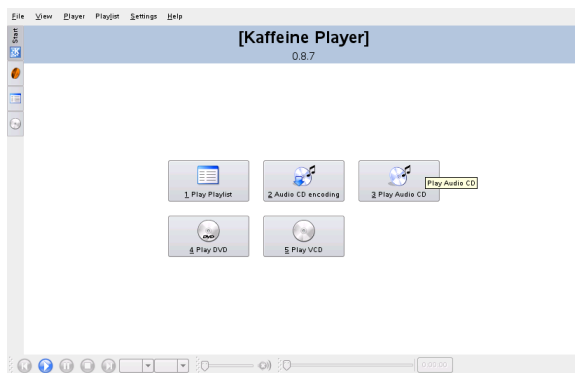 File View Player Playlist Settings Help
Start
[Kaffeine Player]
0.8.7
1 Play Playlist
2 Audio CD encoding
3 Play Audio CD
Play Audio CD
DVD
4 Play DVD
5 Play VCD
0:00:00